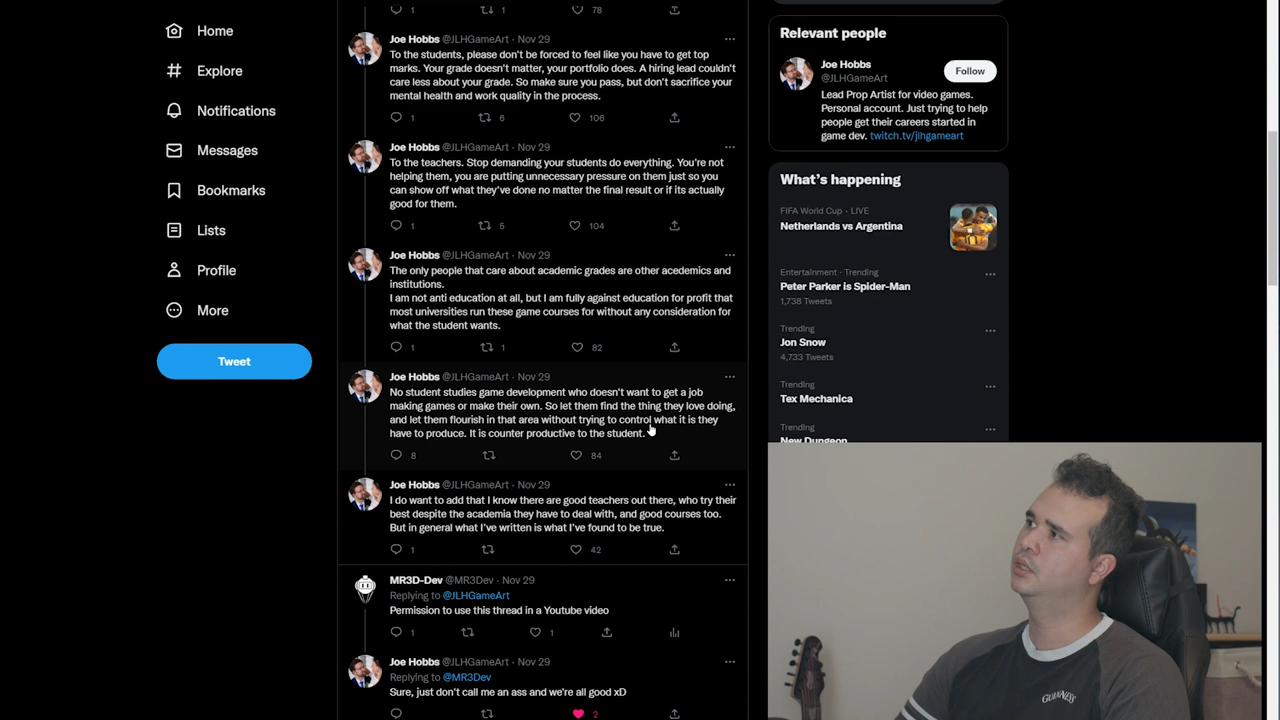 Home
Explore
Notifications
Messages
Bookmarks
Lists
Profile
More
Tweet
1 1 78
Joe Hobbs @JLHGameArt · Nov 29
To the students, please don't be forced to feel like you have to get top
marks. Your grade doesn't matter, your portfolio does. A hiring lead couldn't
care less about your grade. So make sure you pass, but don't sacrifice your
mental health and work quality in the process.
1 6 106
Joe Hobbs @JLHGameArt · Nov 29
To the teachers. Stop demanding your students do everything. You're not
helping them, you are putting unnecessary pressure on them just so you
can show off what they've done no matter the final result or if its actually
good for them.
1 5 104
Joe Hobbs @JLHGameArt · Nov 29
The only people that care about academic grades are other acedemics and
institutions.
I am not anti education at all, but I am fully against education for profit that
most universities run these game courses for without any consideration for
what the student wants.
1 1 82
Joe Hobbs @JLHGameArt · Nov 29
No student studies game development who doesn't want to get a job
making games or make their own. So let them find the thing they love doing,
and let them flourish in that area without trying to control what it is they
have to produce. It is counter productive to the student.
8 84
Joe Hobbs @JLHGameArt · Nov 29
I do want to add that I know there are good teachers out there, who try their
best despite the academia they have to deal with, and good courses too.
But in general what I've written is what I've found to be true.
1 42
MR3D-Dev @MR3Dev · Nov 29
Replying to @JLHGameArt
Permission to use this thread in a Youtube video
1 1
Joe Hobbs @JLHGameArt · Nov 29
Replying to @MR3Dev
Sure, just don't call me an ass and we're all good xD
2
Relevant people
Joe Hobbs
@JLHGameArt
Follow
Lead Prop Artist for video games.
Personal account. Just trying to help
people get their careers started in
game dev. twitch.tv/jlhgameart
What's happening
FIFA World Cup · LIVE
Netherlands vs Argentina
Entertainment · Trending
Peter Parker is Spider-Man
1,738 Tweets
Trending
Jon Snow
4,733 Tweets
Trending
Tex Mechanica
Trending
New Dungeon
GUINNESS